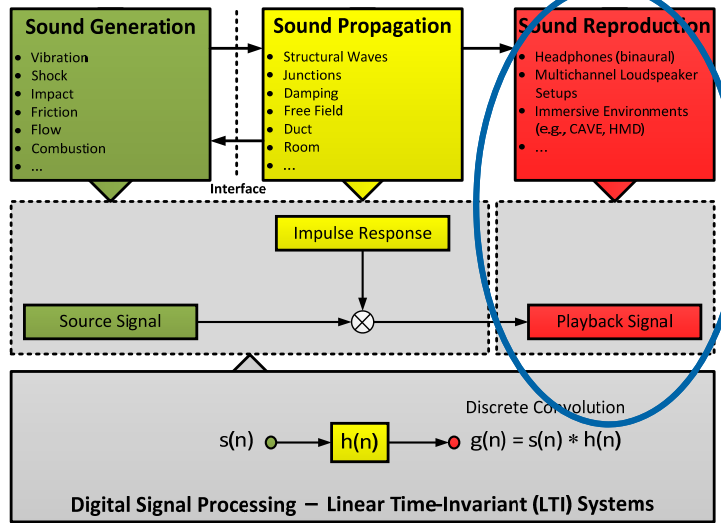 Sound Generation
• Vibration
• Shock
• Impact
• Friction
• Flow
• Combustion
• ...
Interface
Sound Propagation
• Structural Waves
• Junctions
• Damping
• Free Field
• Duct
• Room
• ...
Sound Reproduction
• Headphones (binaural)
• Multichannel Loudspeaker
Setups
• Immersive Environments
(e.g., CAVE, HMD)
• ...
Impulse Response
Source Signal
Playback Signal
Discrete Convolution
s(n)
h(n)
g(n) = s(n) * h(n)
Digital Signal Processing – Linear Time-Invariant (LTI) Systems